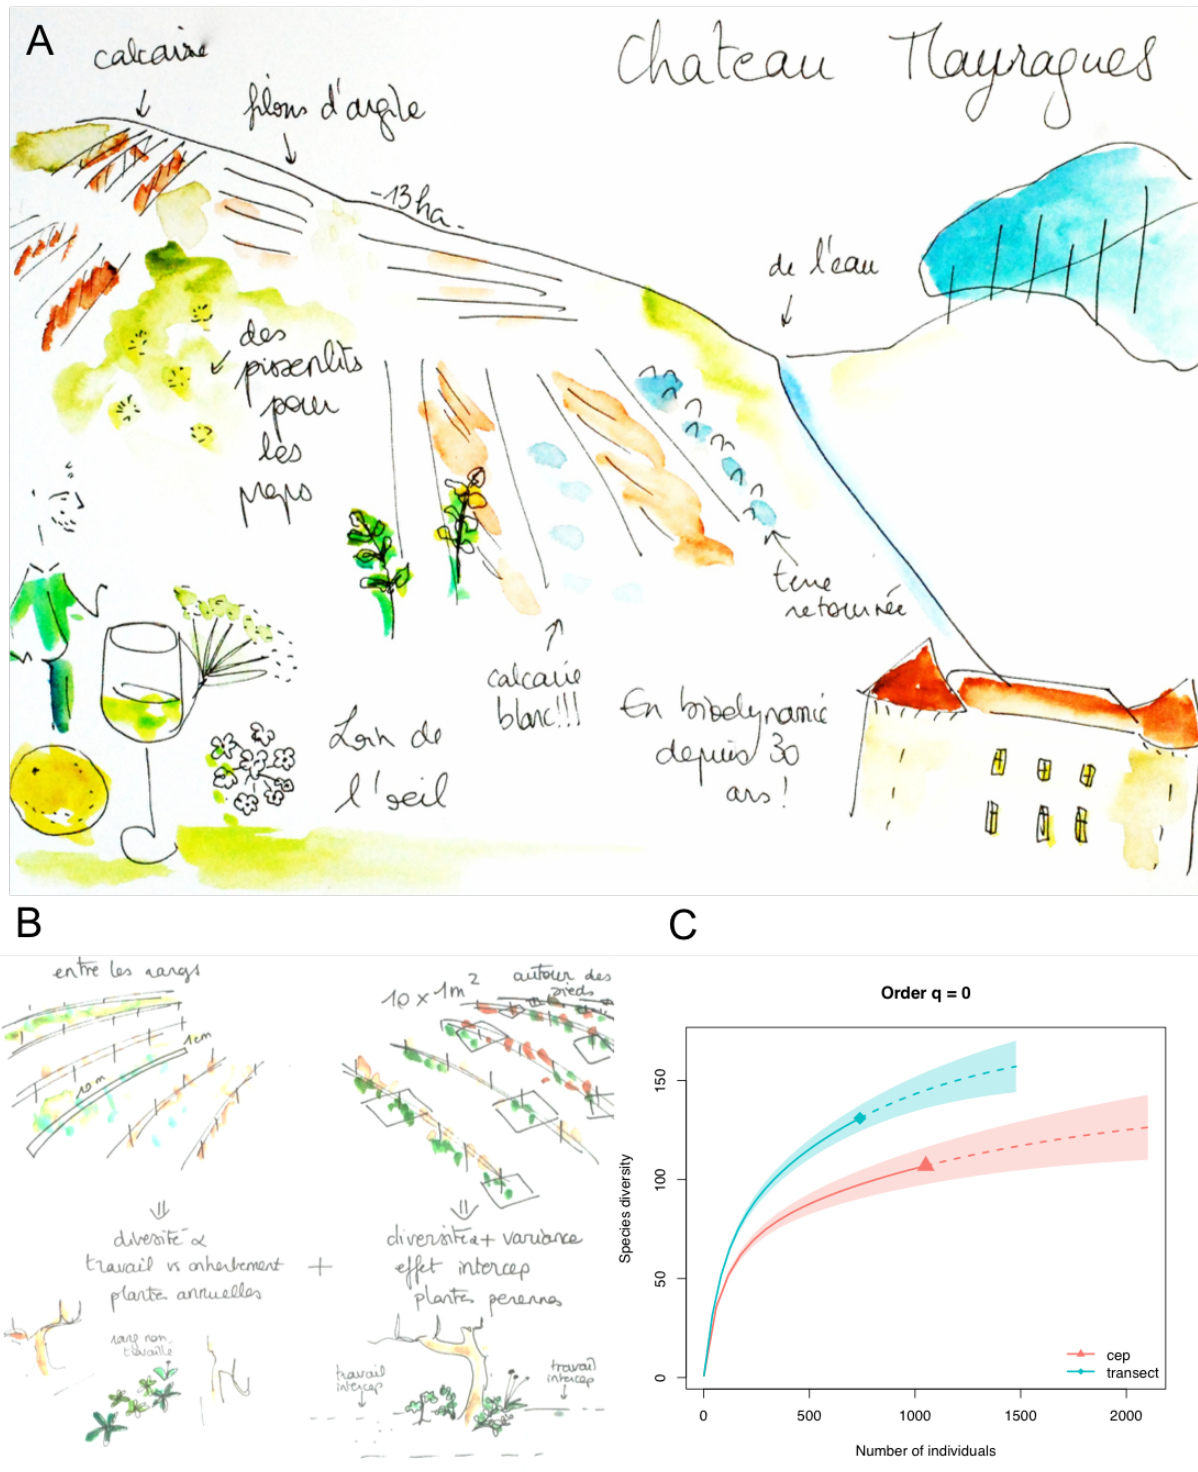 A
Chateau Mayragues
calcaire
filons d'argile
-13ha-
de l'eau
des
pissenlits
pour
les
prepas
terre
retournée
calcaire
blanc!!!
En biodynamie
depuis 30
ans!
Loin de
l'oeil
B
entre les rangs
1cm
10m
10 x 1m²
autour des
pieds
diversité α
travail vs enherbement
plantes annuelles
+
diversité α + variance
effet intercep
plantes perennes
rang non
travaillé
travail
intercep
travail
intercep
C
Order q = 0
Species diversity
150
100
50
0
cep
transect
0 500 1000 1500 2000
Number of individuals